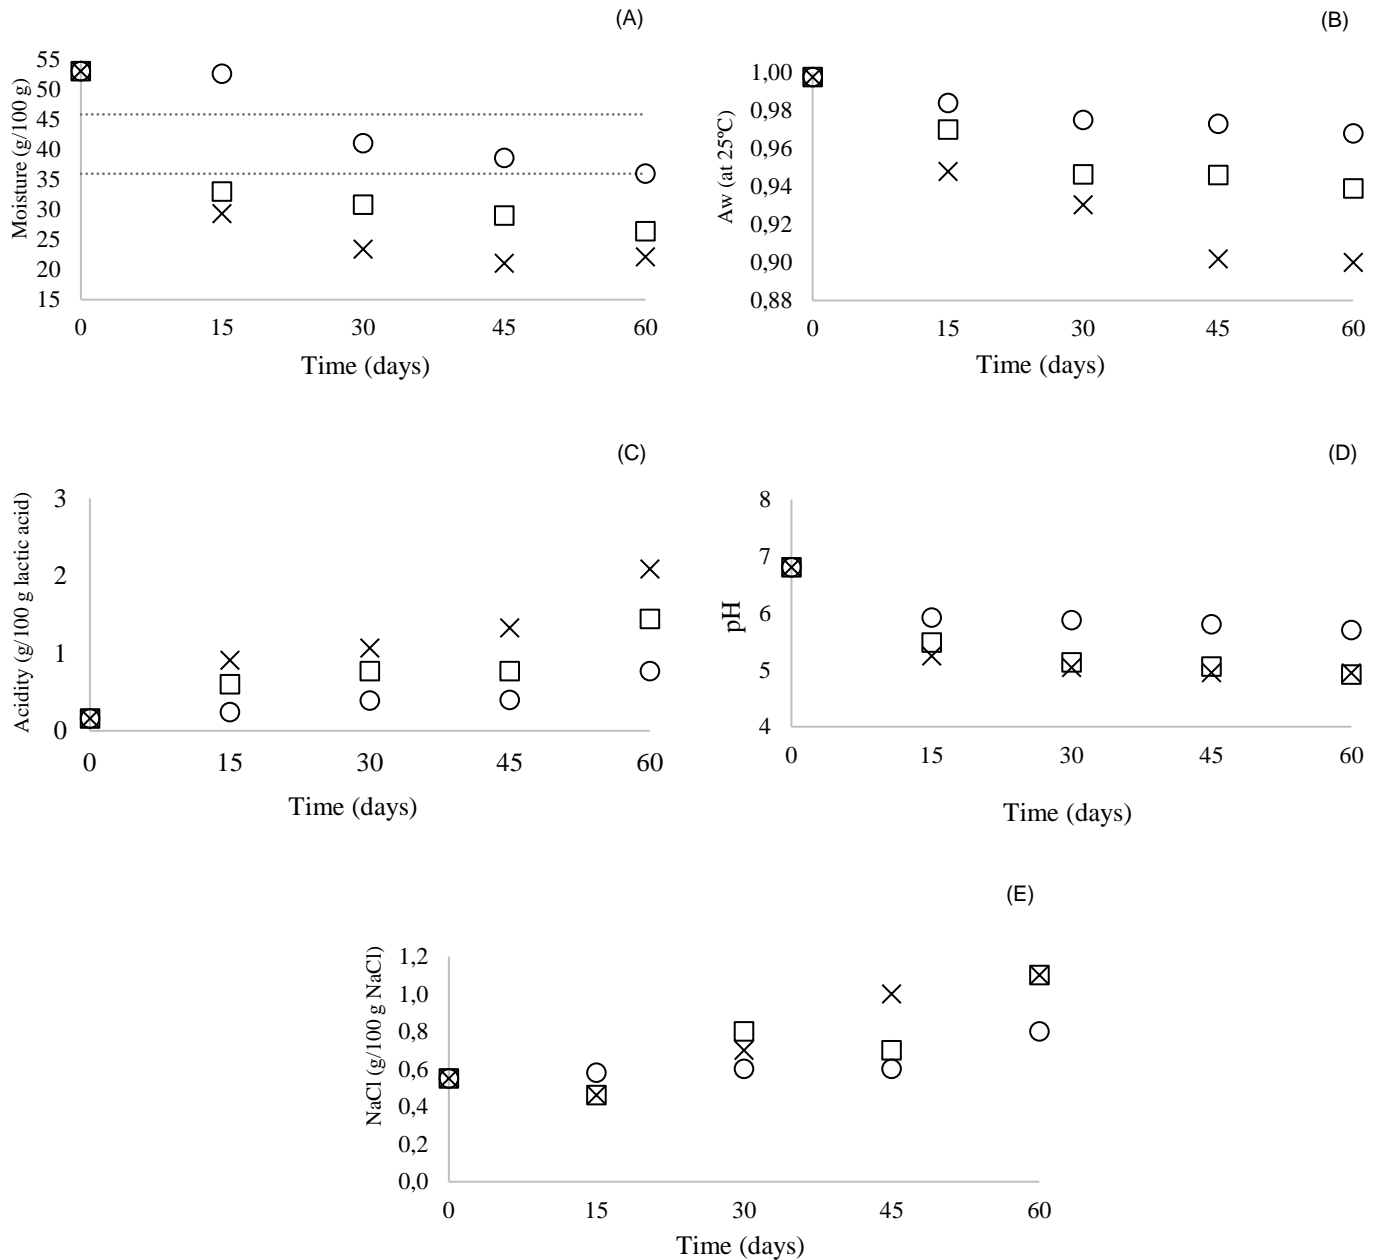 (A)
Moisture (g/100 g)
55
50
45
40
35
30
25
20
15
0 15 30 45 60
Time (days)
(B)
Aw (at 25ºC)
1,00
0,98
0,96
0,94
0,92
0,90
0,88
0 15 30 45 60
Time (days)
(C)
Acidity (g/100 g lactic acid)
3
2
1
0
0 15 30 45 60
Time (days)
(D)
pH
8
7
6
5
4
0 15 30 45 60
Time (days)
(E)
NaCl (g/100 g NaCl)
1,2
1,0
0,8
0,6
0,4
0,2
0,0
0 15 30 45 60
Time (days)